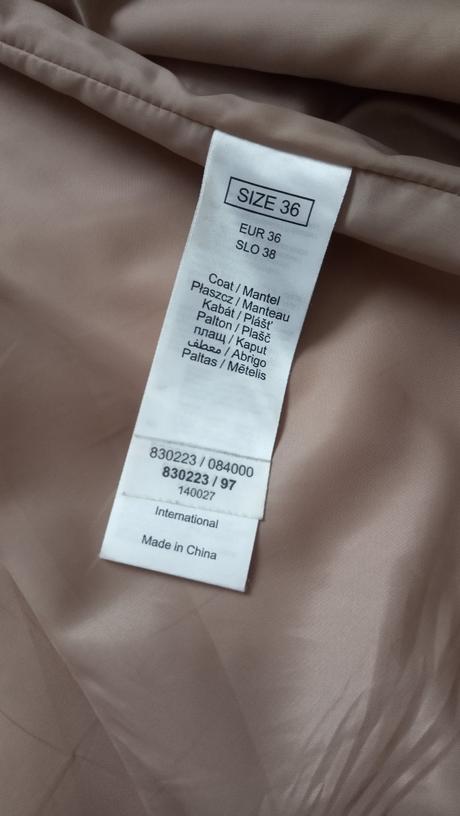 SIZE 36
EUR 36
SLO 38
Coat / Mantel
Płaszcz / Manteau
Kabát / Plášť
Palton / Plašč
плащ / Kaput
معطف / Abrigo
Paltas / Mētelis
830223 / 084000
830223 / 97
140027
International
Made in China